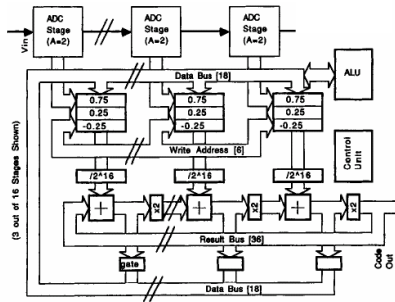 ADC
Stage
(A=2)
ADC
Stage
(A=2)
ADC
Stage
(A=2)
Vin
Data Bus [18]
ALU
0.75
0.25
-0.25
0.75
0.25
-0.25
0.75
0.25
-0.25
Write Address [6]
Control
Unit
(3 out of 16 Stages Shown)
/2^16
/2^16
/2^16
+
x2
+
x2
+
x2
Result Bus [36]
Code
Out
gate
Data Bus [18]